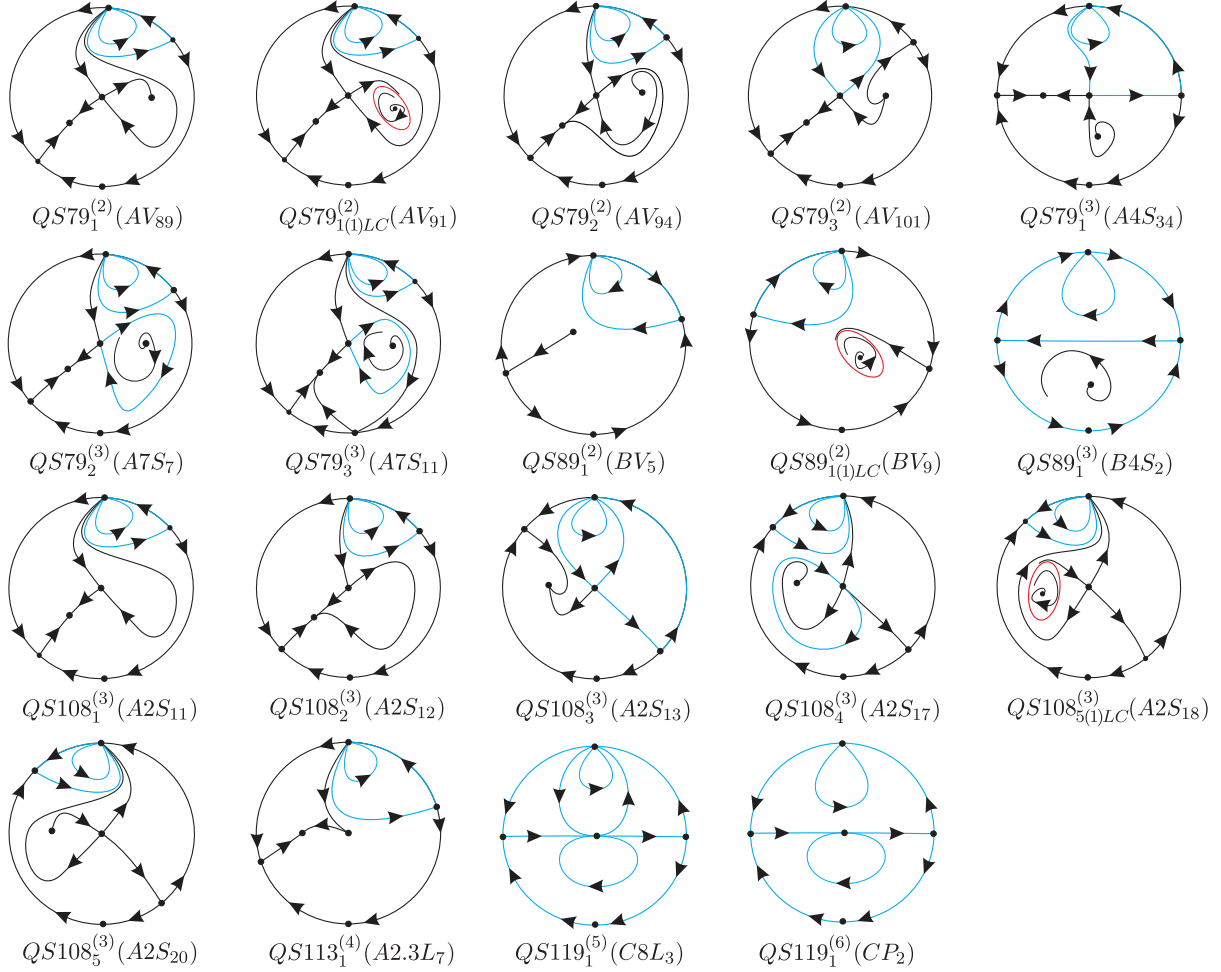 QS79_1^{(2)}(AV_{89}) QS79_{1(1)LC}^{(2)}(AV_{91}) QS79_2^{(2)}(AV_{94}) QS79_3^{(2)}(AV_{101}) QS79_1^{(3)}(A4S_{34})
QS79_2^{(3)}(A7S_7) QS79_3^{(3)}(A7S_{11}) QS89_1^{(2)}(BV_5) QS89_{1(1)LC}^{(2)}(BV_9) QS89_1^{(3)}(B4S_2)
QS108_1^{(3)}(A2S_{11}) QS108_2^{(3)}(A2S_{12}) QS108_3^{(3)}(A2S_{13}) QS108_4^{(3)}(A2S_{17}) QS108_{5(1)LC}^{(3)}(A2S_{18})
QS108_5^{(3)}(A2S_{20}) QS113_1^{(4)}(A2.3L_7) QS119_1^{(5)}(C8L_3) QS119_1^{(6)}(CP_2)